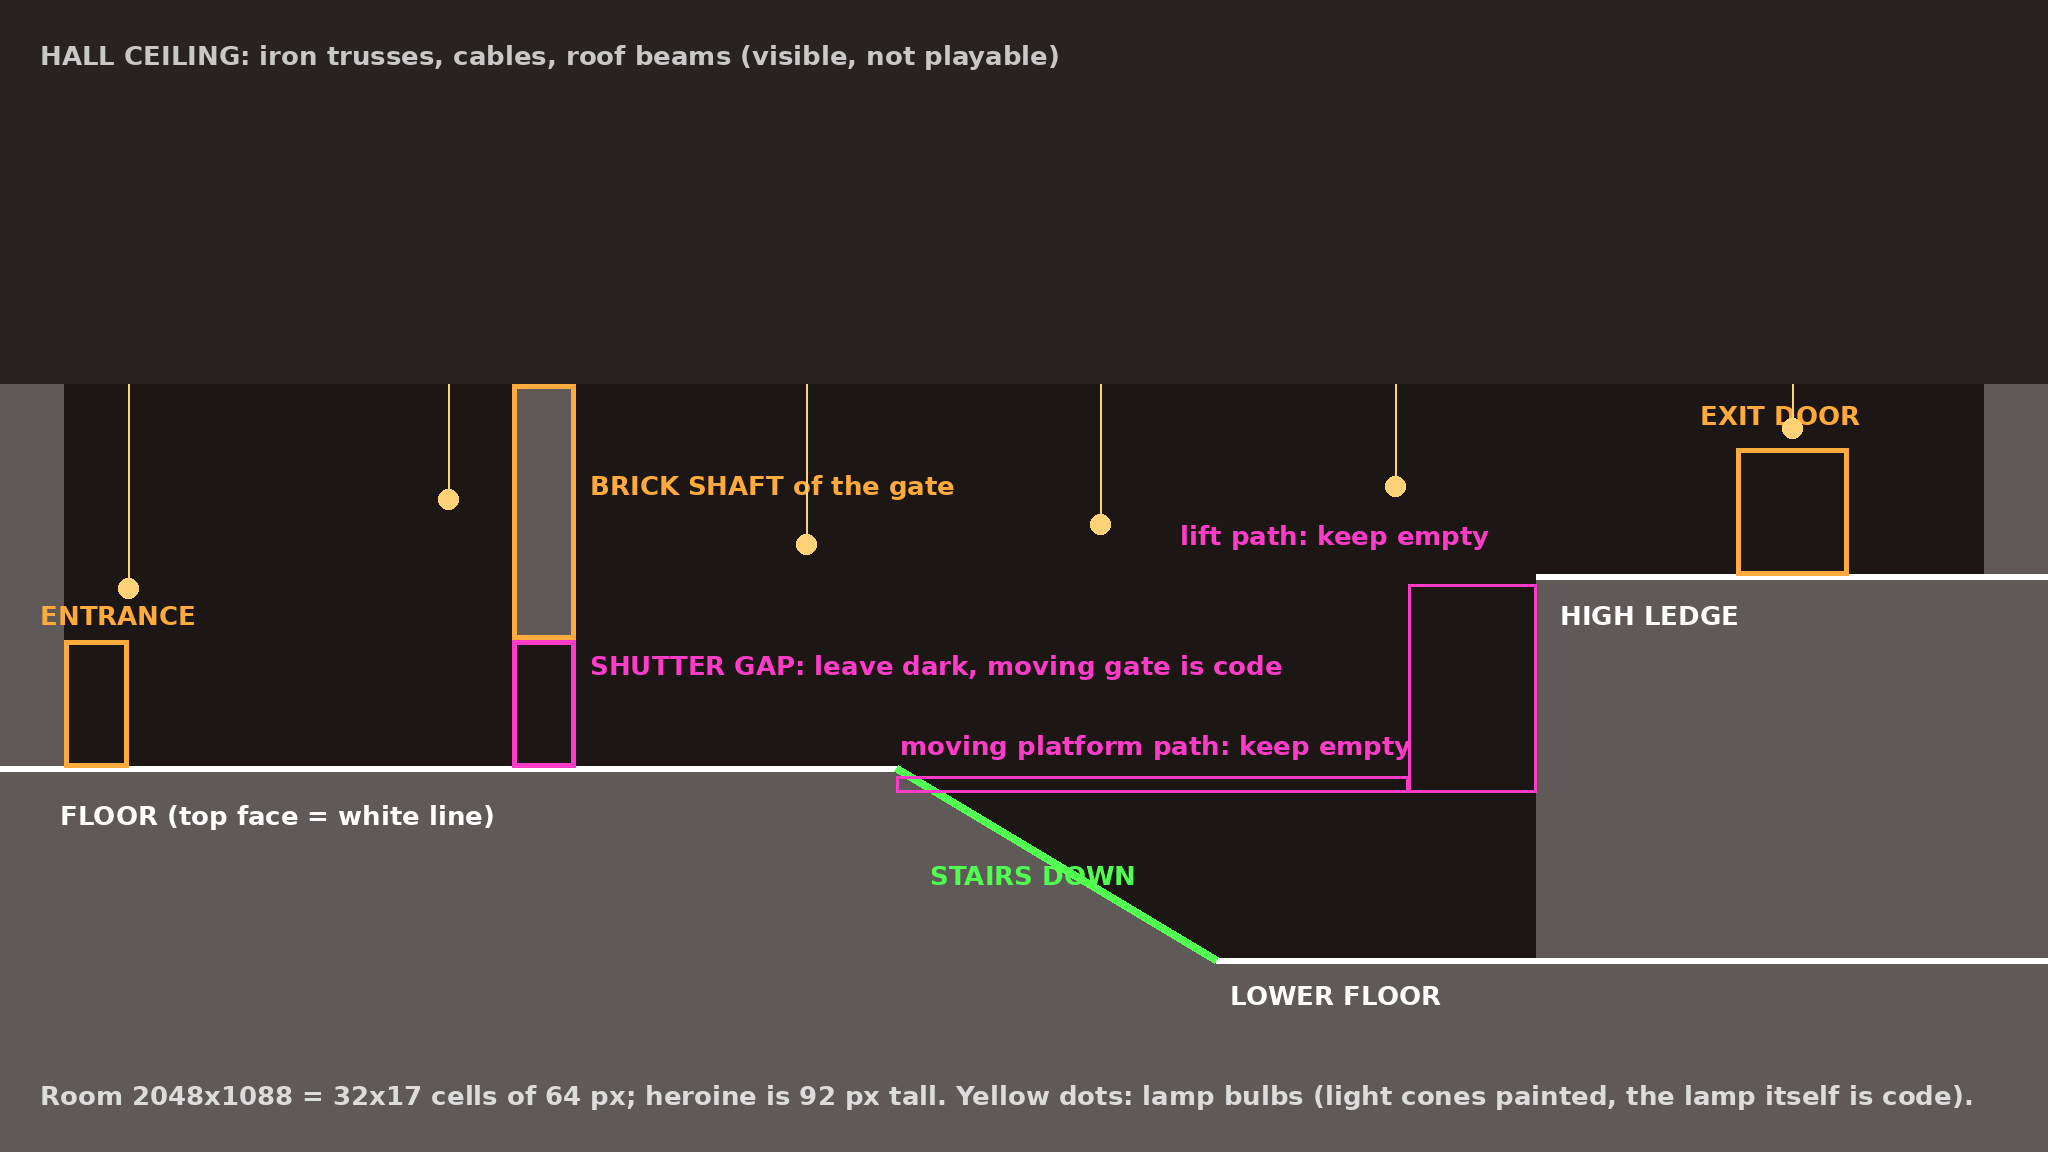 HALL CEILING: iron trusses, cables, roof beams (visible, not playable)
EXIT DOOR
BRICK SHAFT of the gate
lift path: keep empty
ENTRANCE
HIGH LEDGE
SHUTTER GAP: leave dark, moving gate is code
moving platform path: keep empty
FLOOR (top face = white line)
STAIRS DOWN
LOWER FLOOR
Room 2048x1088 = 32x17 cells of 64 px; heroine is 92 px tall. Yellow dots: lamp bulbs (light cones painted, the lamp itself is code).